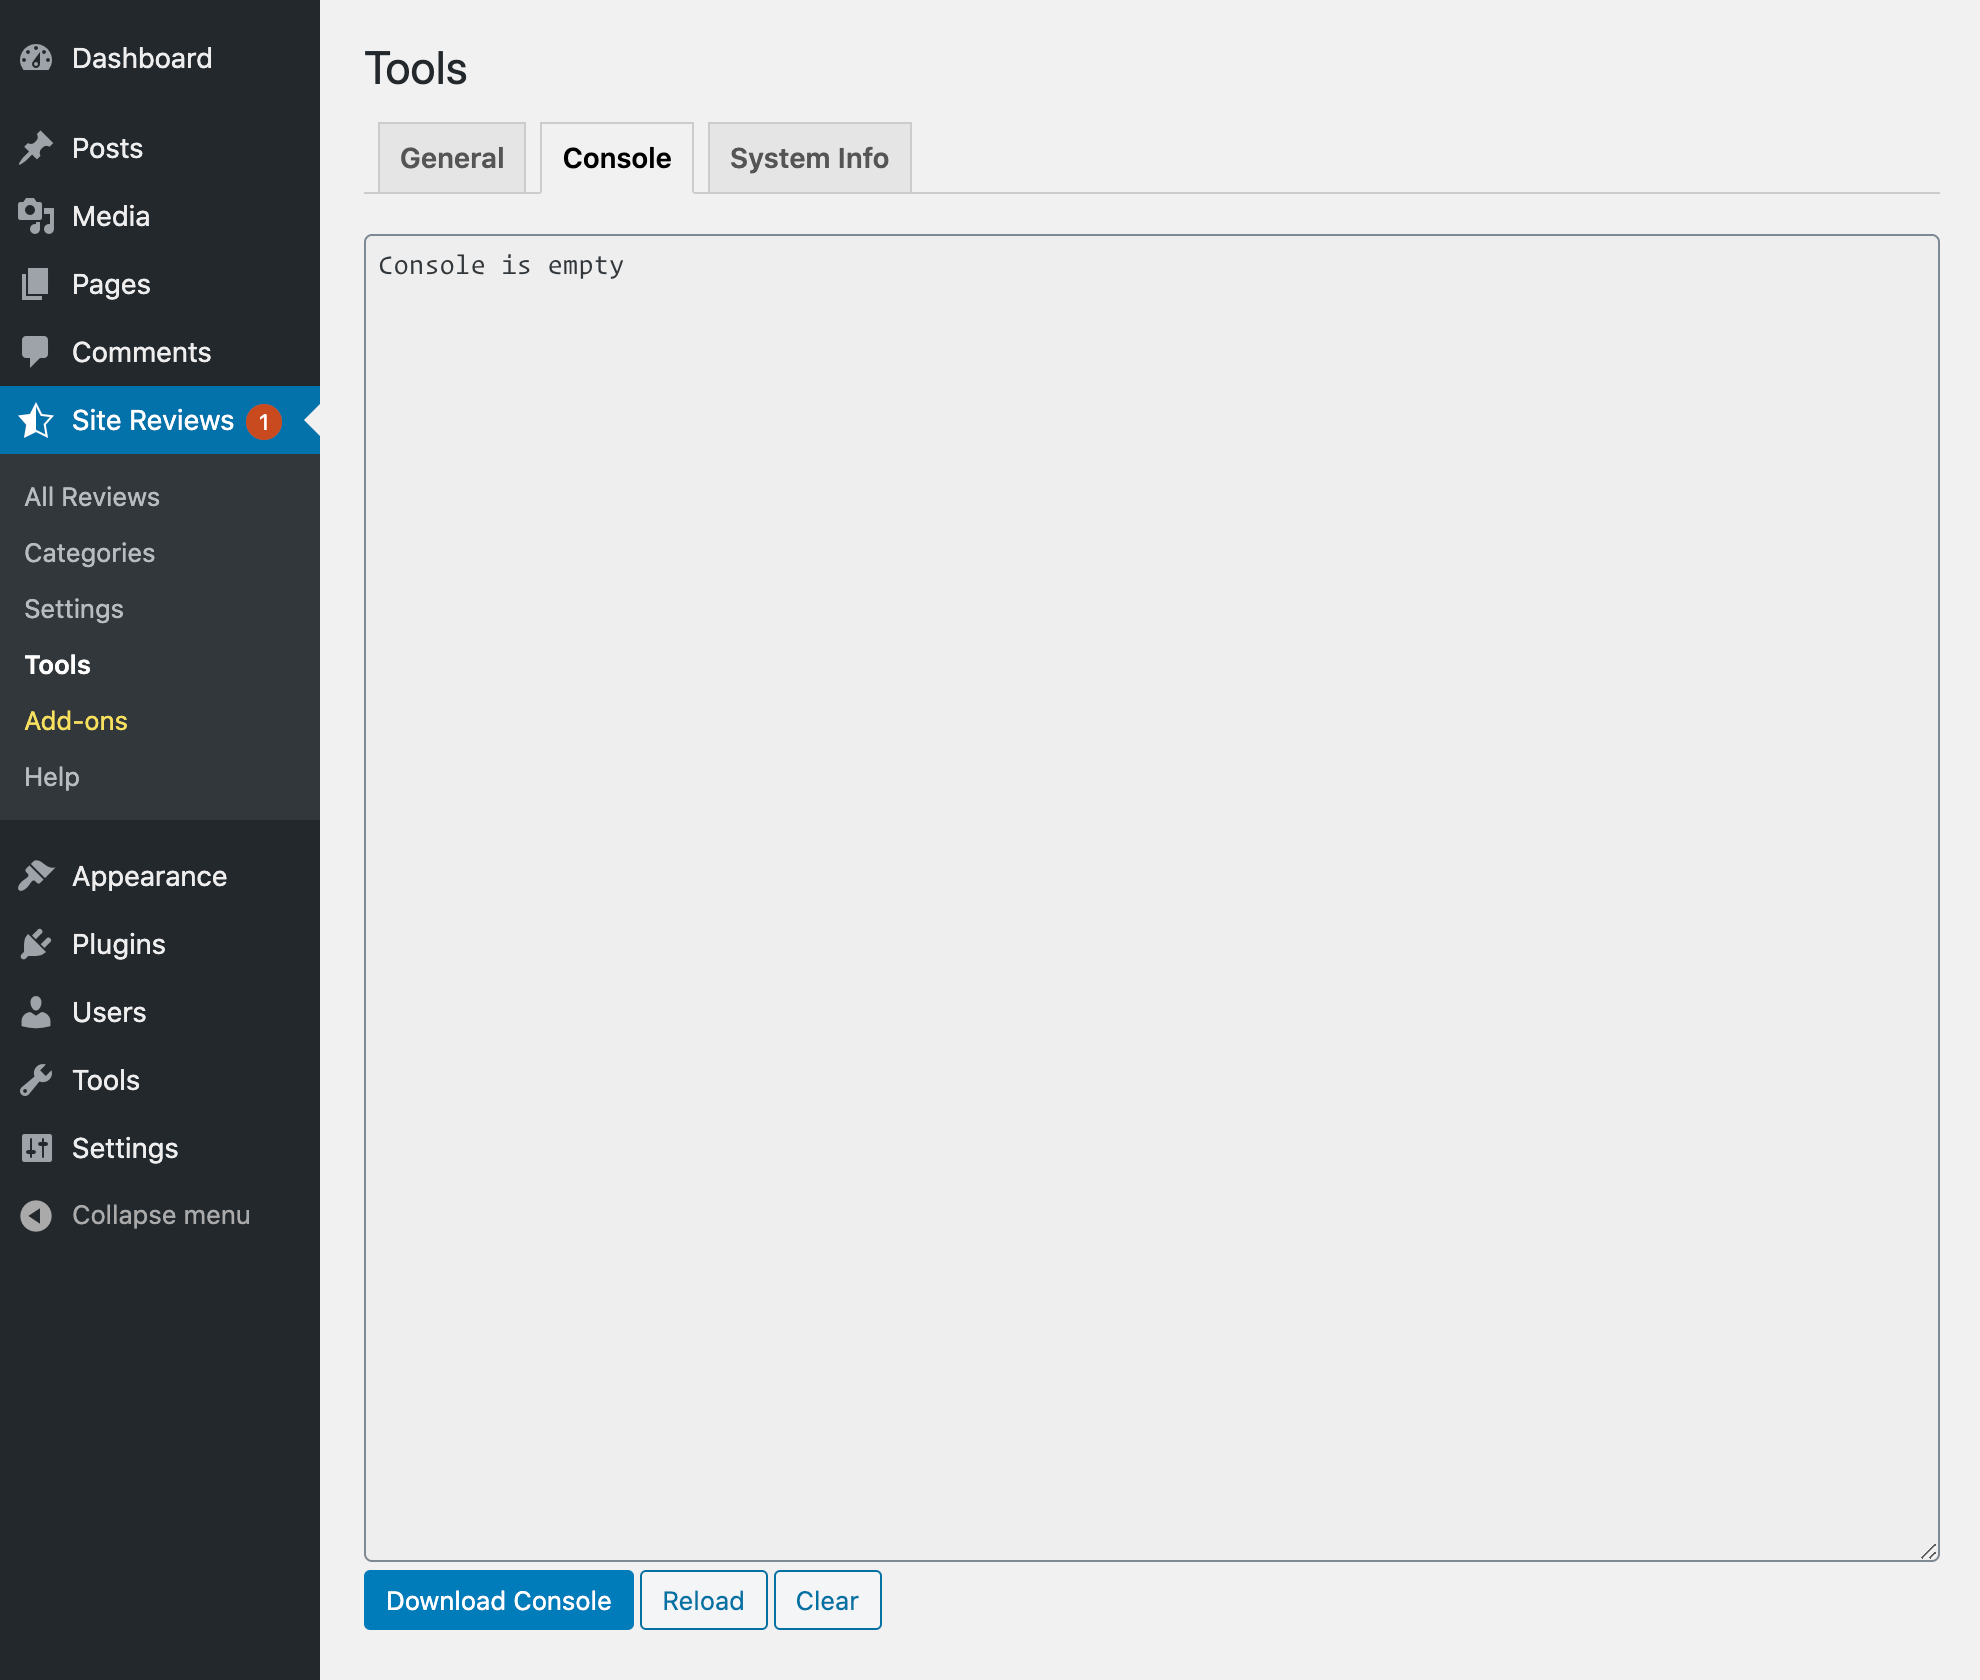 Dashboard
Posts
Media
Pages
Comments
Site Reviews 1
All Reviews
Categories
Settings
Tools
Add-ons
Help
Appearance
Plugins
Users
Tools
Settings
Collapse menu
Tools
General Console System Info
Console is empty
Download Console Reload Clear